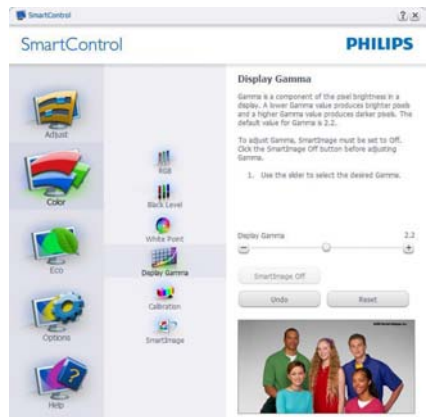 SmartControl
SmartControl
PHILIPS
Adjust
Color
Eco
Options
Help
RGB
Black Level
White Point
Display Gamma
Calibration
SmartImage
Display Gamma
Gamma is a component of the pixel brightness in a
display. A lower Gamma value produces brighter pixels
and a higher Gamma value produces darker pixels. The
default value for Gamma is 2.2.
To adjust Gamma, SmartImage must be set to Off.
Click the SmartImage Off button before adjusting
Gamma.
1. Use the slider to select the desired Gamma.
Display Gamma
2.2
SmartImage Off
Undo
Reset